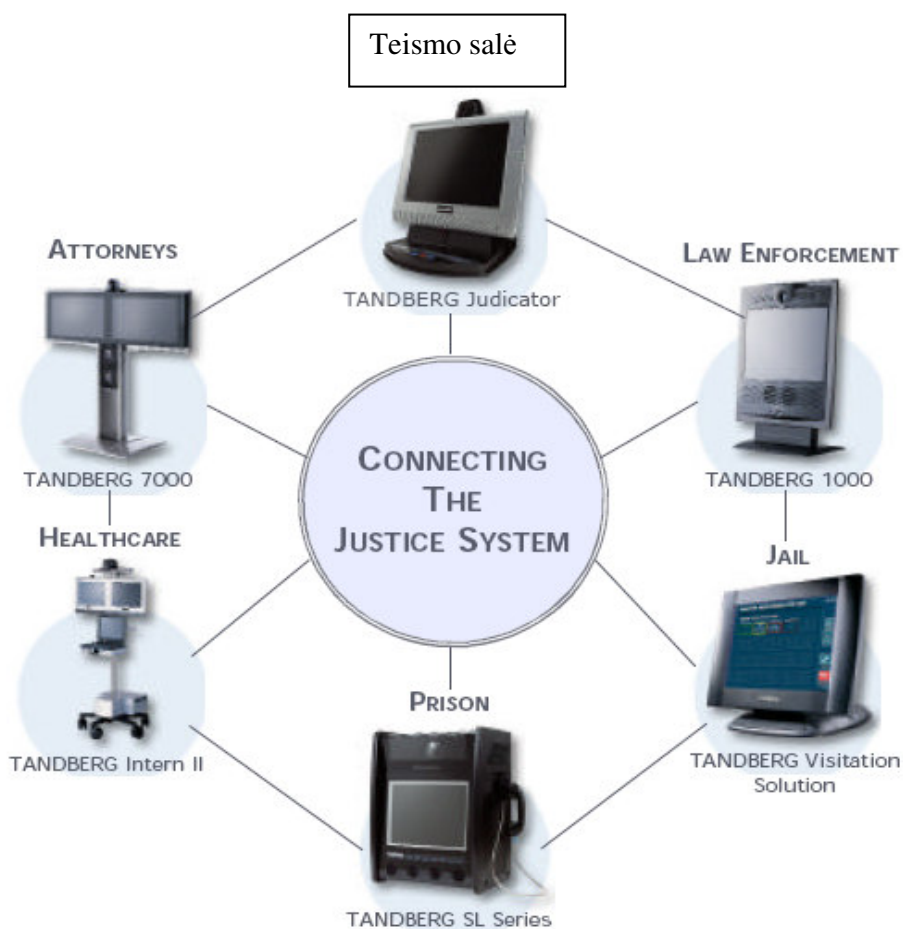 Teismo salė
TANDBERG Judicator
ATTORNEYS
TANDBERG 7000
LAW ENFORCEMENT
TANDBERG 1000
CONNECTING
THE
JUSTICE SYSTEM
HEALTHCARE
TANDBERG Intern II
JAIL
TANDBERG Visitation
Solution
PRISON
TANDBERG SL Series